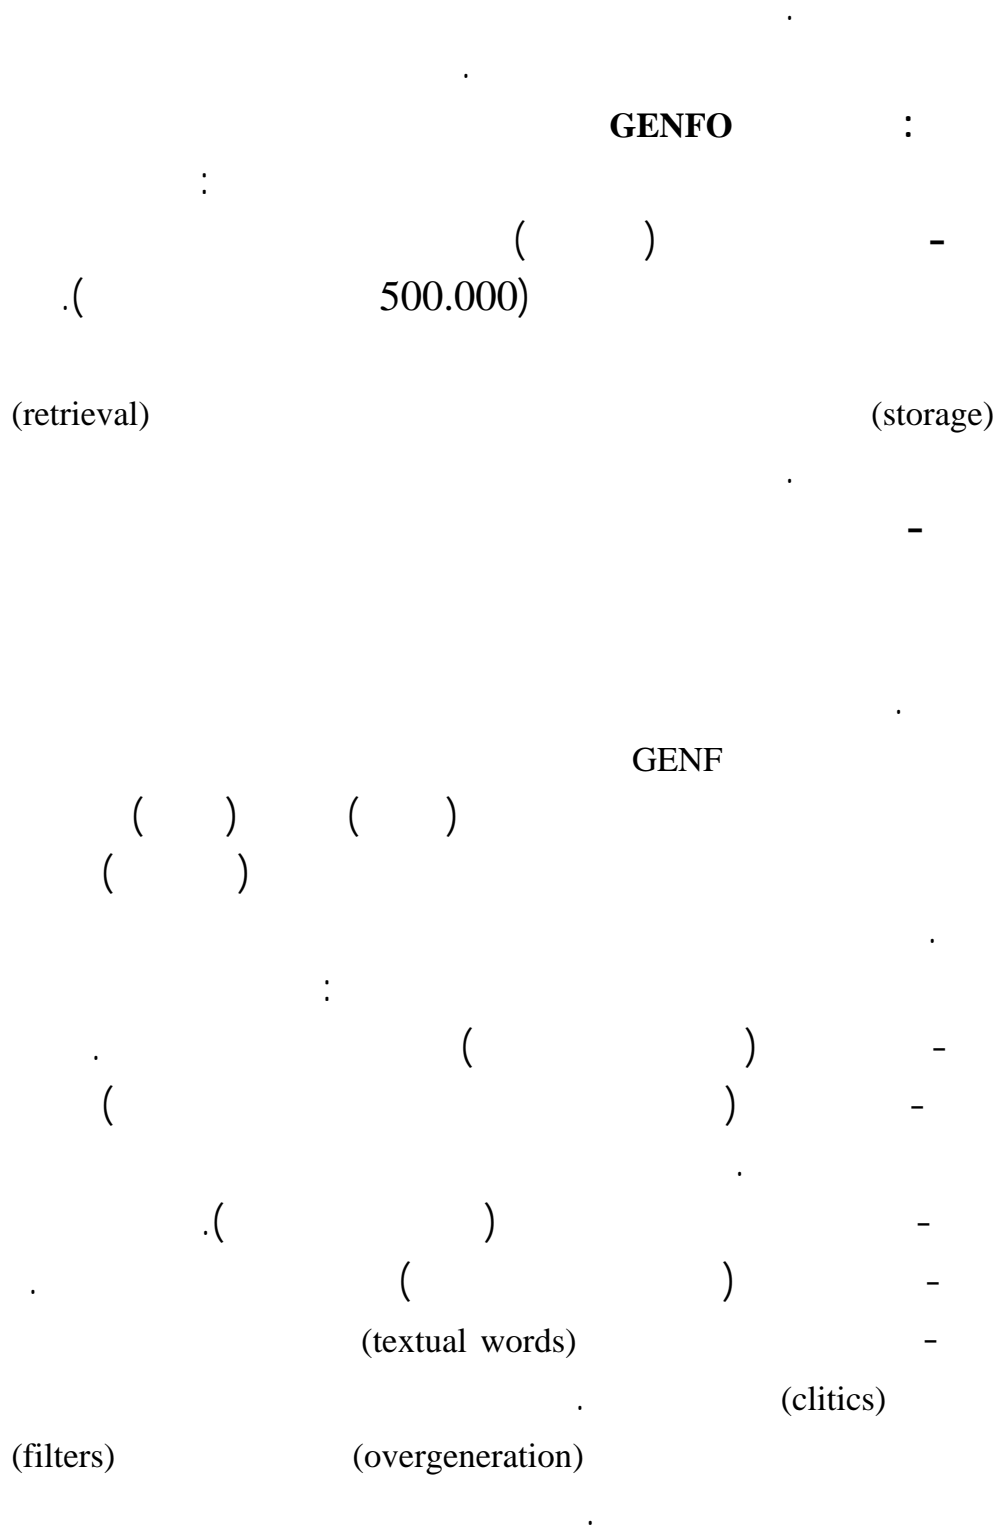 .
.
: GENFO
:
- ( )
(500.000 ).
(storage) (retrieval)
.
-
.
GENF
( ) ( )
( )
.
:
- ( ) .
- ( )
.
- ( ).
- ( ) .
- (textual words)
(clitics) .
(overgeneration) (filters)
.